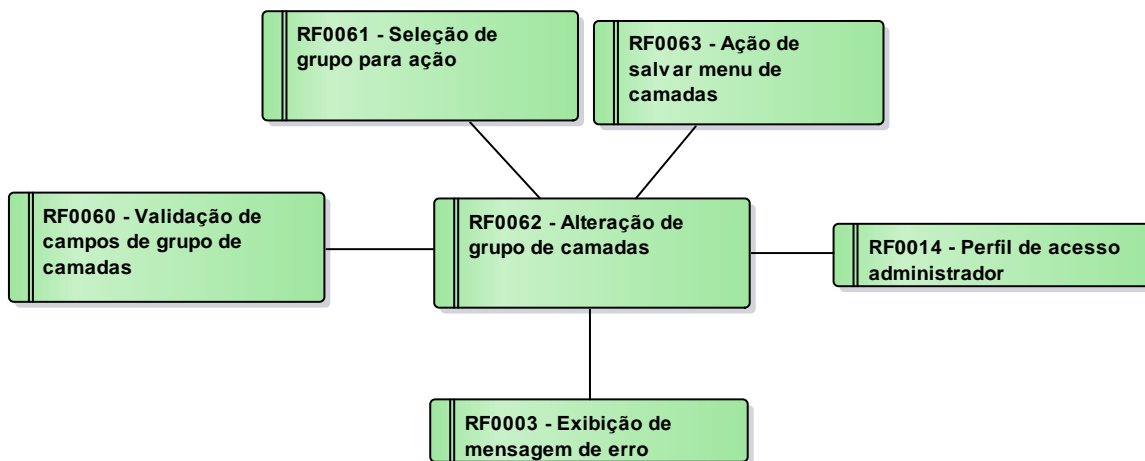 RF0061 - Seleção de
grupo para ação
RF0063 - Ação de
salvar menu de
camadas
RF0060 - Validação de
campos de grupo de
camadas
RF0062 - Alteração de
grupo de camadas
RF0014 - Perfil de acesso
administrador
RF0003 - Exibição de
mensagem de erro